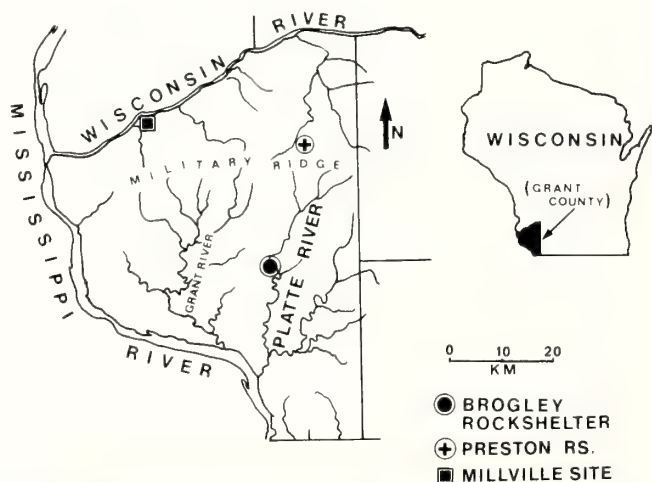 WISCONSIN RIVER
MISSISSIPPI RIVER
N
MILITARY RIDGE
GRANT RIVER
PLATTE RIVER
WISCONSIN
(GRANT
COUNTY)
0 10 20
KM
BROGLEY
ROCKSHELTER
PRESTON RS.
MILLVILLE SITE